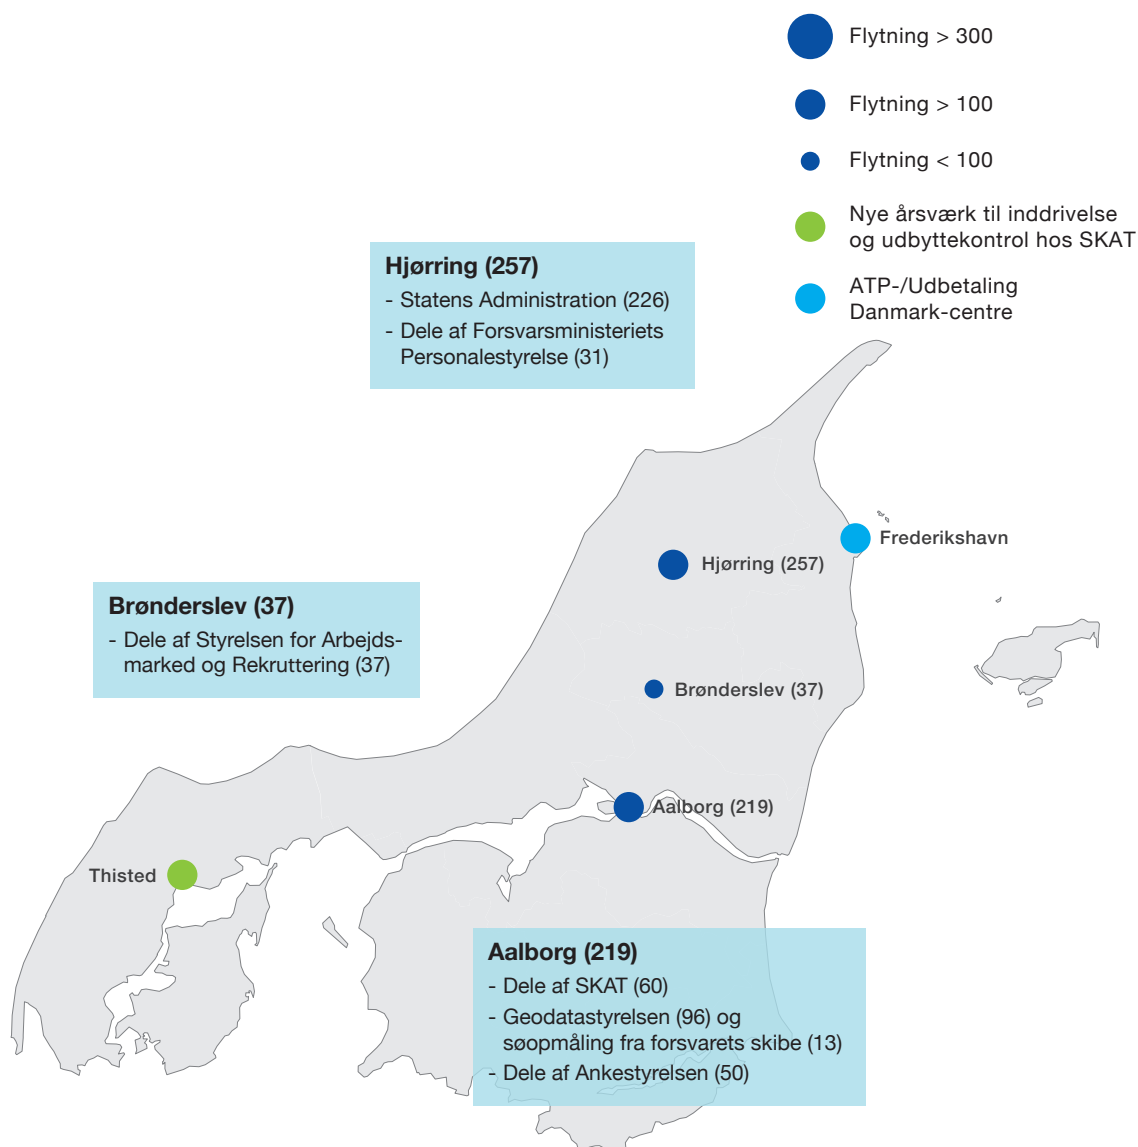 Flytning > 300
Flytning > 100
Flytning < 100
Nye årsværk til inddrivelse
og udbyttekontrol hos SKAT
ATP-/Udbetaling
Danmark-centre
Hjørring (257)
- Statens Administration (226)
- Dele af Forsvarsministeriets
Personalestyrelse (31)
Frederikshavn
Hjørring (257)
Brønderslev (37)
- Dele af Styrelsen for Arbejds-
marked og Rekruttering (37)
Brønderslev (37)
Aalborg (219)
Thisted
Aalborg (219)
- Dele af SKAT (60)
- Geodatastyrelsen (96) og
søopmåling fra forsvarets skibe (13)
- Dele af Ankestyrelsen (50)